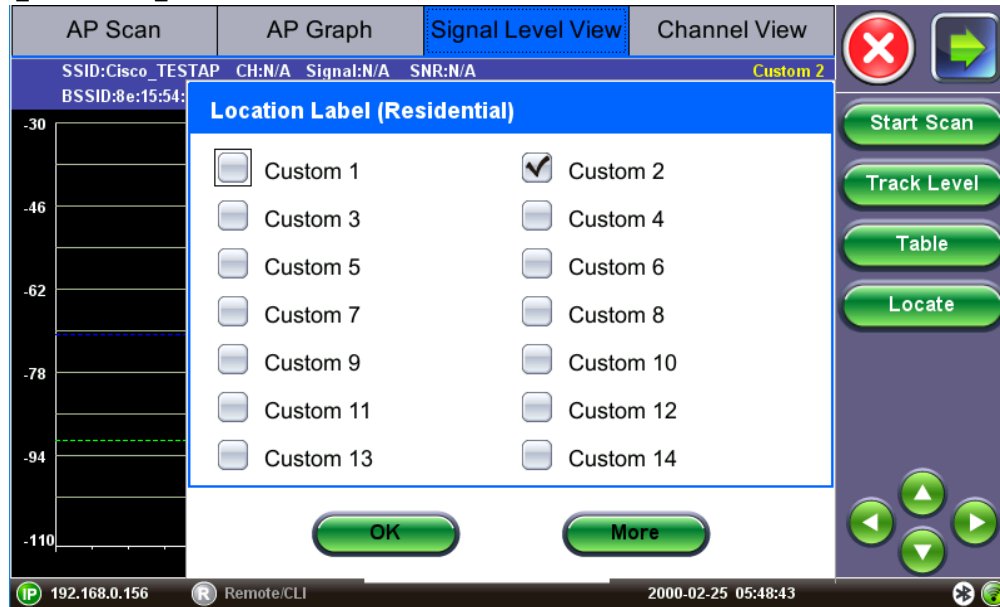 AP Scan AP Graph Signal Level View Channel View
SSID:Cisco_TESTAP CH:N/A Signal:N/A SNR:N/A Custom 2
BSSID:8e:15:54:
Location Label (Residential)
Custom 1 Custom 2
Custom 3 Custom 4
Custom 5 Custom 6
Custom 7 Custom 8
Custom 9 Custom 10
Custom 11 Custom 12
Custom 13 Custom 14
OK More
-30
-46
-62
-78
-94
-110
Start Scan
Track Level
Table
Locate
IP 192.168.0.156 R Remote/CLI 2000-02-25 05:48:43